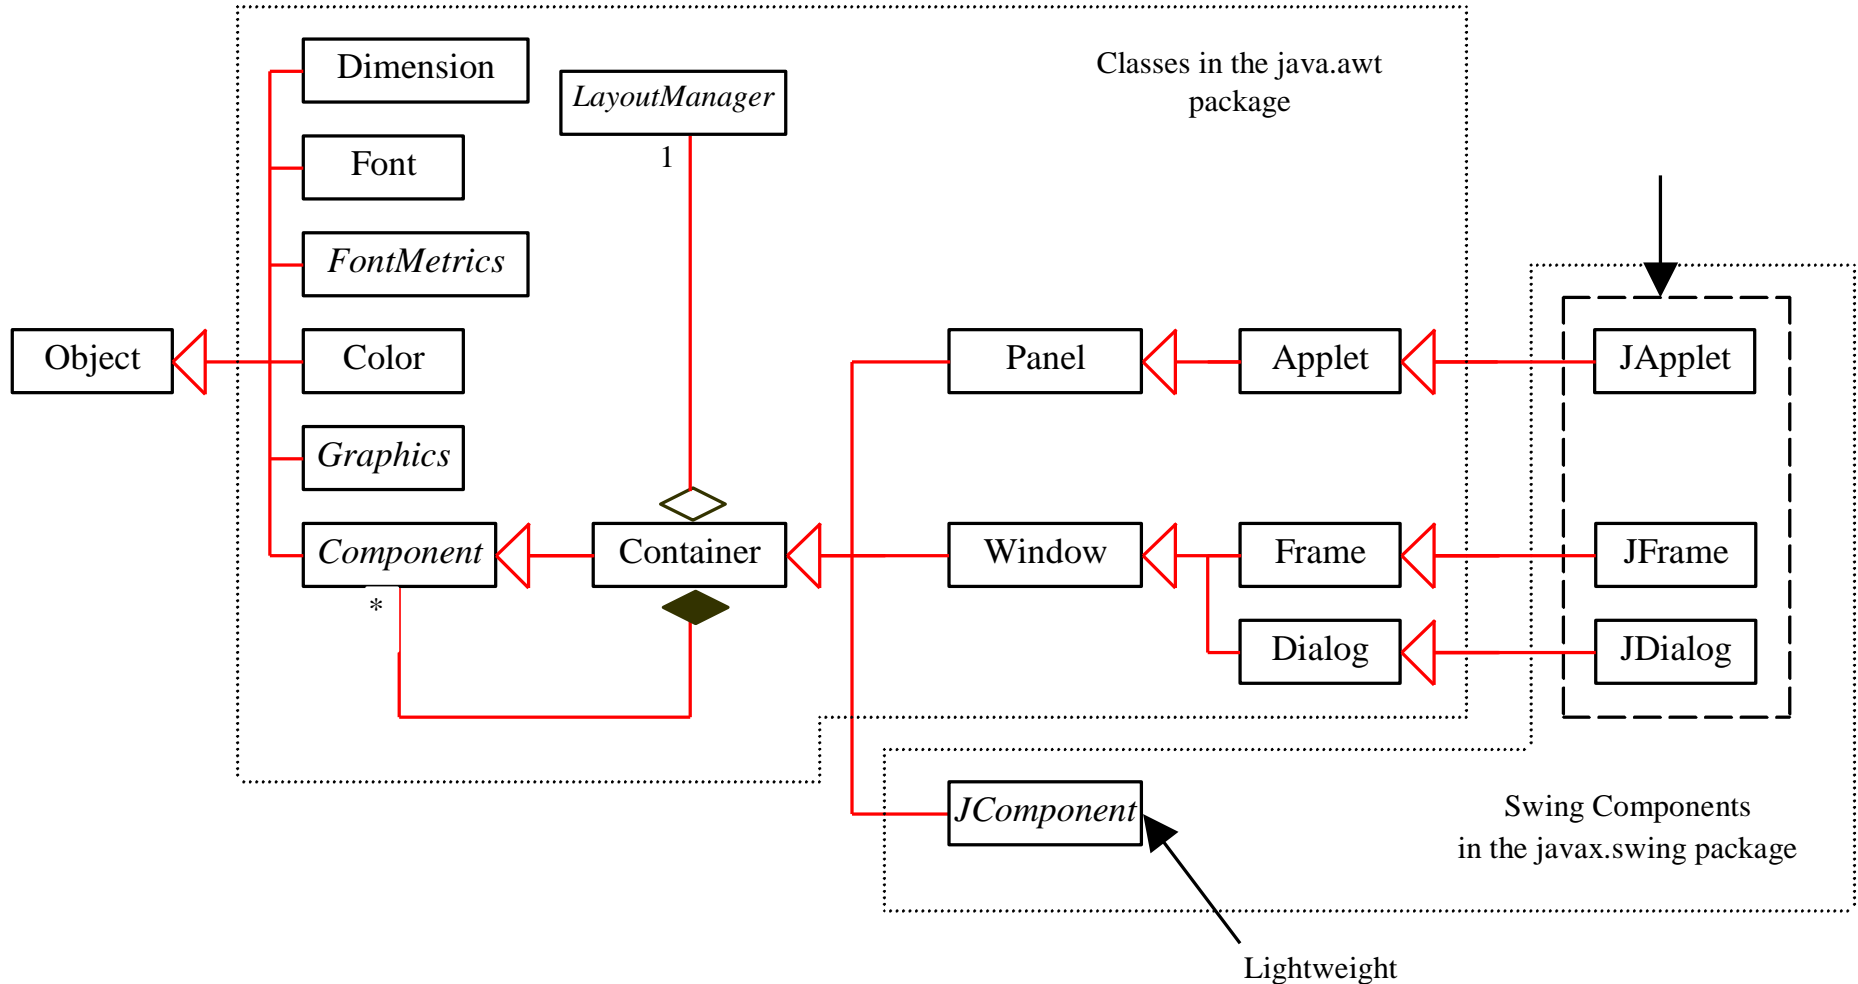 Dimension
LayoutManager
Classes in the java.awt
package
1
Font
FontMetrics
Object
Color
Panel
Applet
JApplet
Graphics
Component
Container
Window
Frame
JFrame
*
Dialog
JDialog
JComponent
Swing Components
in the javax.swing package
Lightweight